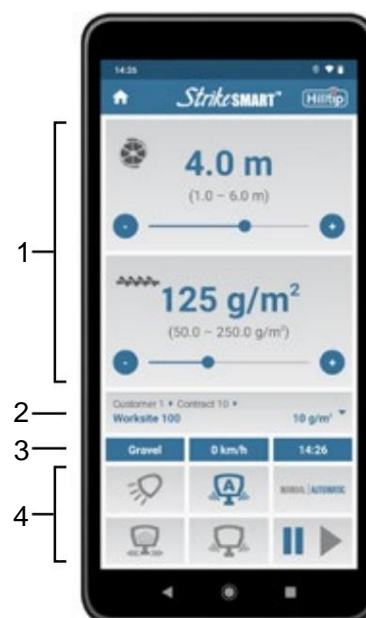 14:26
StrikeSMART™ Hilltip
4.0 m
(1.0 – 6.0 m)
- +
1
125 g/m²
(50.0 – 250.0 g/m²)
- +
Customer 1 Contract 10
2
Worksite 100 10 g/m²
3
Gravel 0 km/h 14:26
4
A MANUAL AUTOMATIC